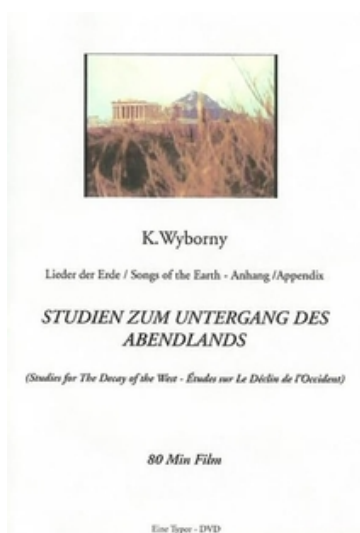 K.Wyborny
Lieder der Erde / Songs of the Earth - Anhang /Appendix
STUDIEN ZUM UNTERGANG DES
ABENDLANDS
(Studies for The Decay of the West - Études sur Le Déclin de l'Occident)
80 Min Film
Eine Typee - DVD